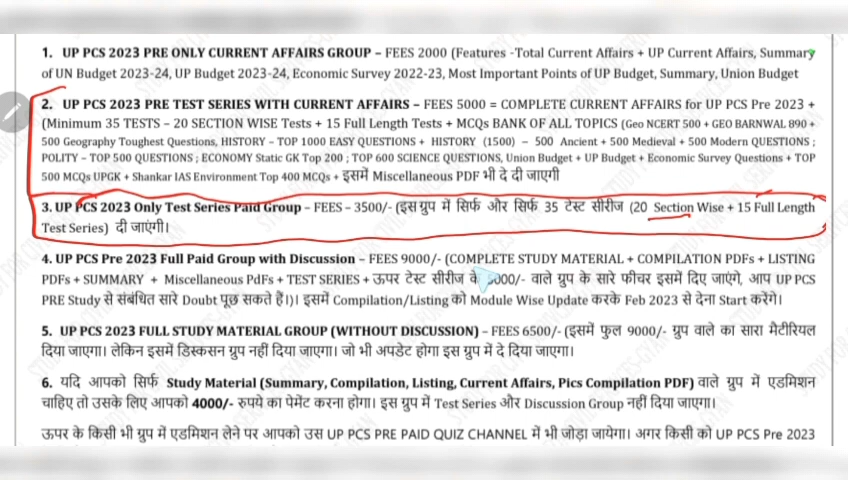 1. UP PCS 2023 PRE ONLY CURRENT AFFAIRS GROUP – FEES 2000 (Features -Total Current Affairs + UP Current Affairs, Summary
of UN Budget 2023-24, UP Budget 2023-24, Economic Survey 2022-23, Most Important Points of UP Budget, Summary, Union Budget
2. UP PCS 2023 PRE TEST SERIES WITH CURRENT AFFAIRS – FEES 5000 = COMPLETE CURRENT AFFAIRS for UP PCS Pre 2023 +
(Minimum 35 TESTS – 20 SECTION WISE Tests + 15 Full Length Tests + MCQs BANK OF ALL TOPICS (Geo NCERT 500 + GEO BARNWAL 890 +
500 Geography Toughest Questions, HISTORY – TOP 1000 EASY QUESTIONS + HISTORY (1500) – 500 Ancient + 500 Medieval + 500 Modern QUESTIONS ;
POLITY – TOP 500 QUESTIONS ; ECONOMY Static GK Top 200 ; TOP 600 SCIENCE QUESTIONS, Union Budget + UP Budget + Economic Survey Questions + TOP
500 MCQs UPGK + Shankar IAS Environment Top 400 MCQs + इसमें Miscellaneous PDF भी दे दी जाएगी
3. UP PCS 2023 Only Test Series Paid Group – FEES – 3500/- (इस ग्रुप में सिर्फ और सिर्फ 35 टेस्ट सीरीज (20 Section Wise + 15 Full Length
Test Series) दी जाएंगी।
4. UP PCS Pre 2023 Full Paid Group with Discussion – FEES 9000/- (COMPLETE STUDY MATERIAL + COMPILATION PDFs + LISTING
PDFs + SUMMARY + Miscellaneous PdFs + TEST SERIES + ऊपर टेस्ट सीरीज के 5000/- वाले ग्रुप के सारे फीचर इसमें दिए जाएंगे, आप UP PCS
PRE Study से संबंधित सारे Doubt पूछ सकते हैं।)। इसमें Compilation/Listing को Module Wise Update करके Feb 2023 से देना Start करेंगे।
5. UP PCS 2023 FULL STUDY MATERIAL GROUP (WITHOUT DISCUSSION) – FEES 6500/- (इसमें फुल 9000/- ग्रुप वाले का सारा मैटीरियल
दिया जाएगा। लेकिन इसमें डिस्कसन ग्रुप नहीं दिया जाएगा। जो भी अपडेट होगा इस ग्रुप में दे दिया जाएगा।
6. यदि आपको सिर्फ Study Material (Summary, Compilation, Listing, Current Affairs, Pics Compilation PDF) वाले ग्रुप में एडमिशन
चाहिए तो उसके लिए आपको 4000/- रुपये का पेमेंट करना होगा। इस ग्रुप में Test Series और Discussion Group नहीं दिया जाएगा।
ऊपर के किसी भी ग्रुप में एडमिशन लेने पर आपको उस UP PCS PRE PAID QUIZ CHANNEL में भी जोड़ा जायेगा। अगर किसी को UP PCS Pre 2023